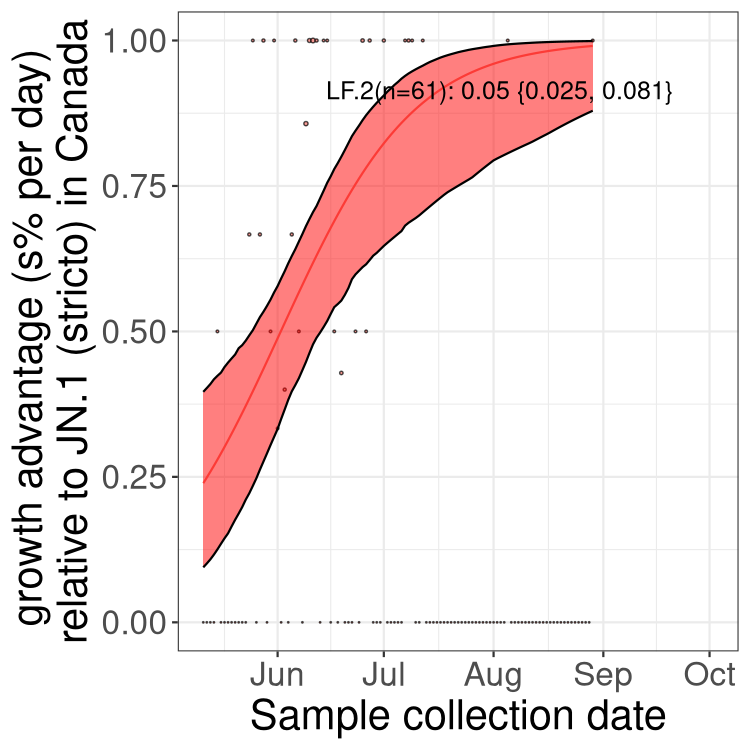 growth advantage (s% per day)
relative to JN.1 (stricto) in Canada
1.00
0.75
0.50
0.25
0.00
LF.2(n=61): 0.05 {0.025, 0.081}
Jun Jul Aug Sep Oct
Sample collection date